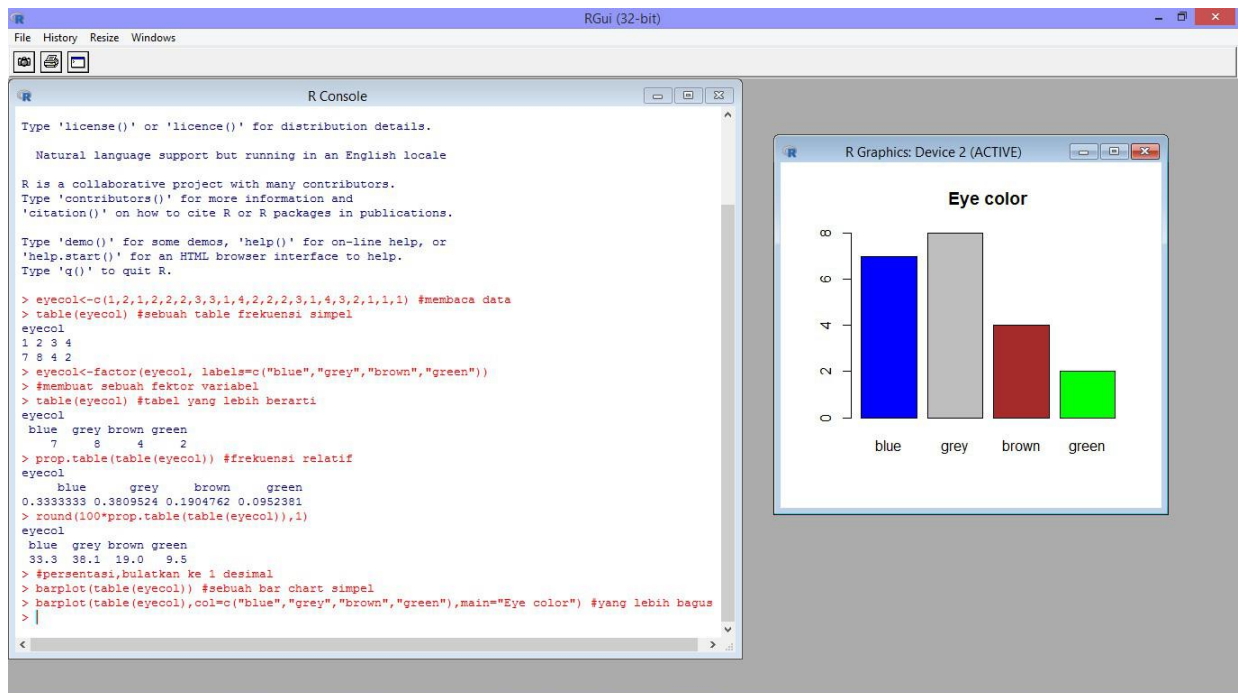 RGui (32-bit)
File History Resize Windows
R Console
Type 'license()' or 'licence()' for distribution details.
Natural language support but running in an English locale
R is a collaborative project with many contributors.
Type 'contributors()' for more information and
'citation()' on how to cite R or R packages in publications.
Type 'demo()' for some demos, 'help()' for on-line help, or
'help.start()' for an HTML browser interface to help.
Type 'q()' to quit R.
> eyecol<-c(1,2,1,2,2,2,3,3,1,4,2,2,2,3,1,4,3,2,1,1,1) #membaca data
> table(eyecol) #sebuah table frekuensi simpel
eyecol
1 2 3 4
7 8 4 2
> eyecol<-factor(eyecol, labels=c("blue","grey","brown","green"))
> #membuat sebuah fektor variabel
> table(eyecol) #tabel yang lebih berarti
eyecol
blue grey brown green
7 8 4 2
> prop.table(table(eyecol)) #frekuensi relatif
eyecol
blue grey brown green
0.3333333 0.3809524 0.1904762 0.0952381
> round(100*prop.table(table(eyecol)),1)
eyecol
blue grey brown green
33.3 38.1 19.0 9.5
> #persentasi,bulatkan ke 1 desimal
> barplot(table(eyecol)) #sebuah bar chart simpel
> barplot(table(eyecol),col=c("blue","grey","brown","green"),main="Eye color") #yang lebih bagus
>
R Graphics: Device 2 (ACTIVE)
Eye color
8
6
4
2
0
blue grey brown green